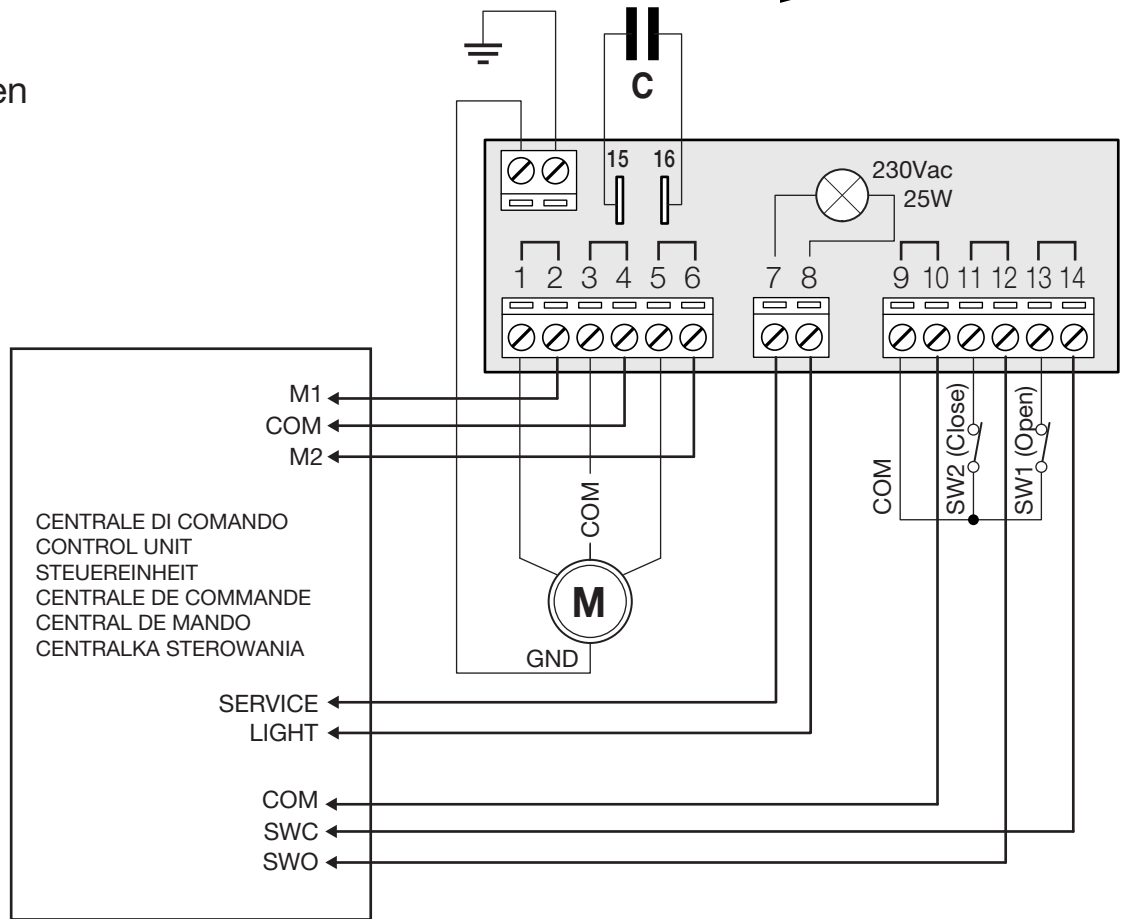 en
C
15 16
230Vac
25W
1 2 3 4 5 6 7 8 9 10 11 12 13 14
M1
COM
M2
COM
M
GND
COM
SW2 (Close)
SW1 (Open)
CENTRALE DI COMANDO
CONTROL UNIT
STEUEREINHEIT
CENTRALE DE COMMANDE
CENTRAL DE MANDO
CENTRALKA STEROWANIA
SERVICE
LIGHT
COM
SWC
SWO